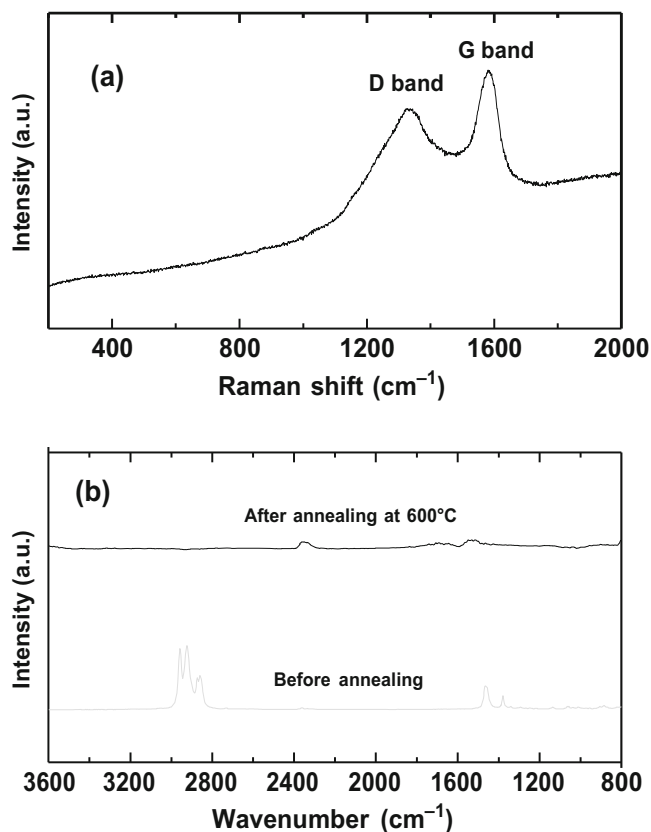 (a)
G band
D band
Intensity (a.u.)
400 800 1200 1600 2000
Raman shift (cm⁻¹)
(b)
After annealing at 600°C
Intensity (a.u.)
Before annealing
3600 3200 2800 2400 2000 1600 1200 800
Wavenumber (cm⁻¹)